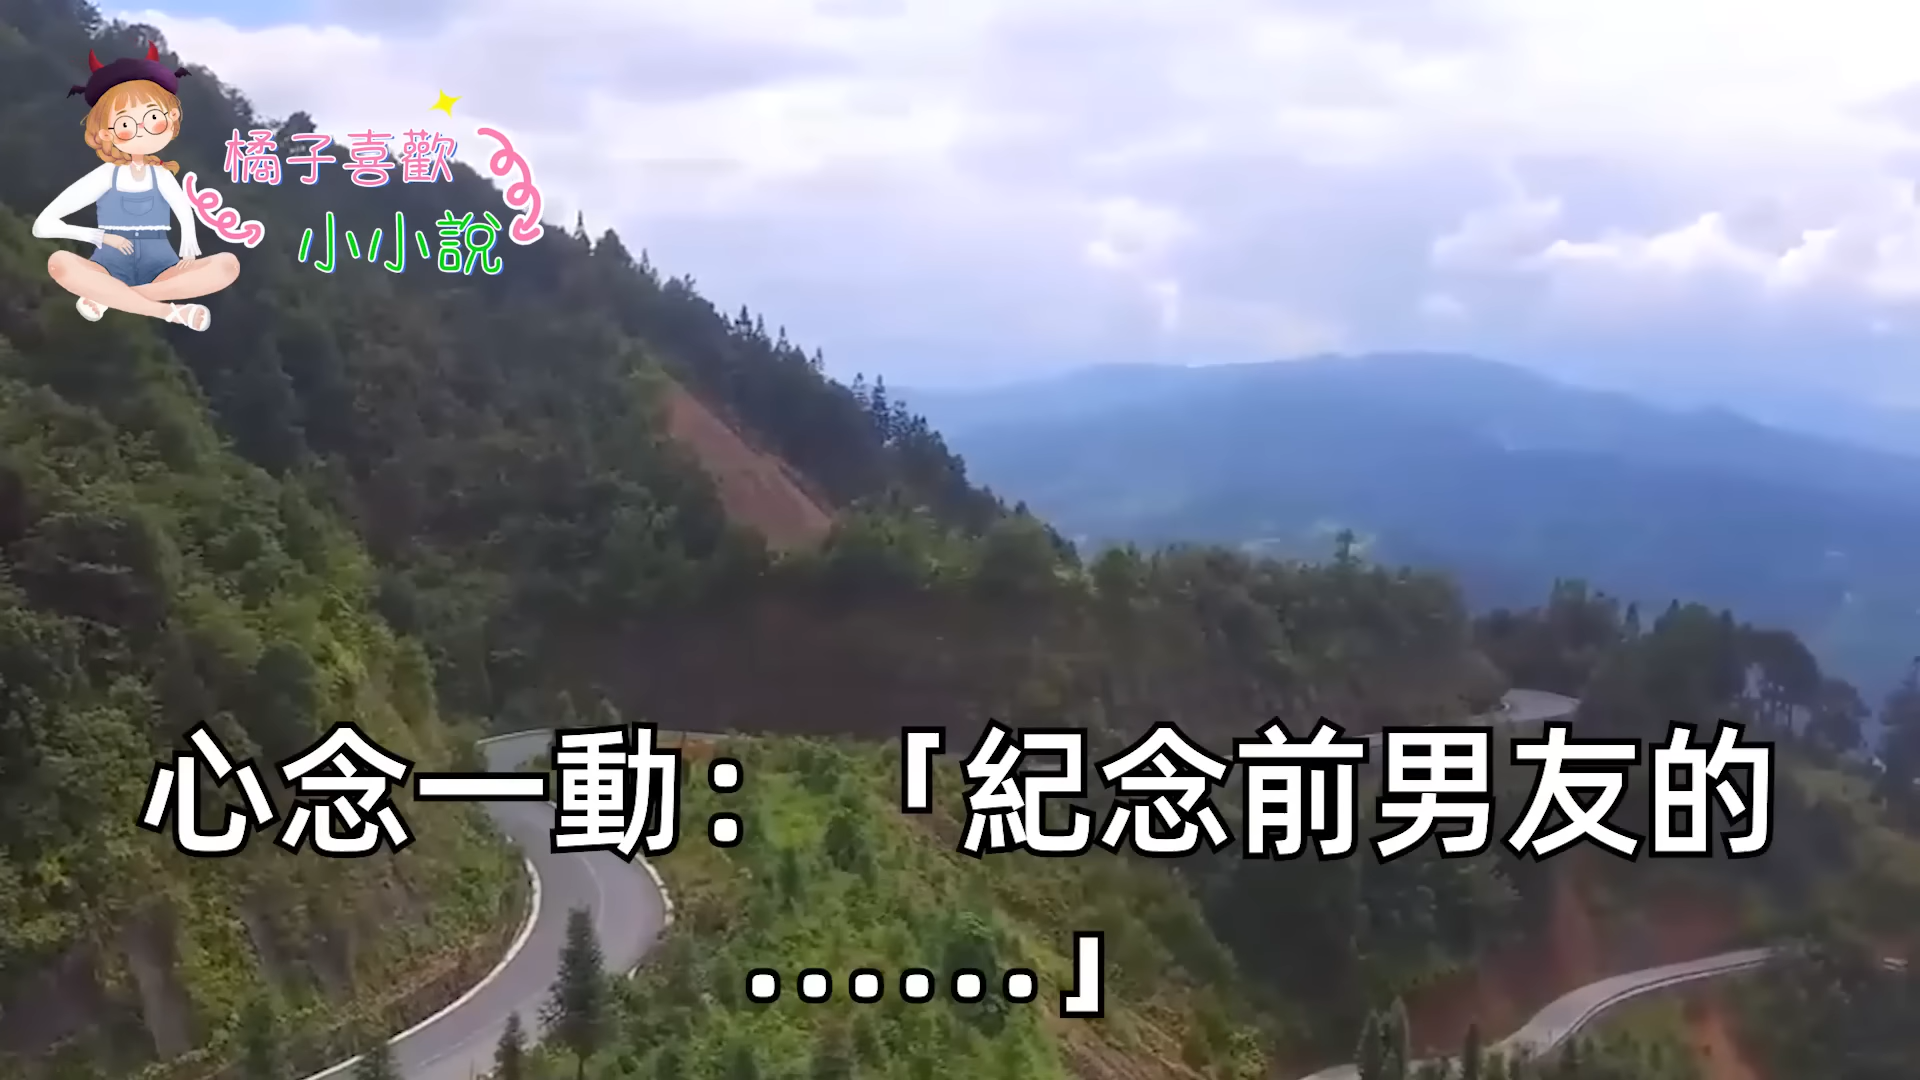 橘子喜歡
小小說
心念一動：「紀念前男友的
......」